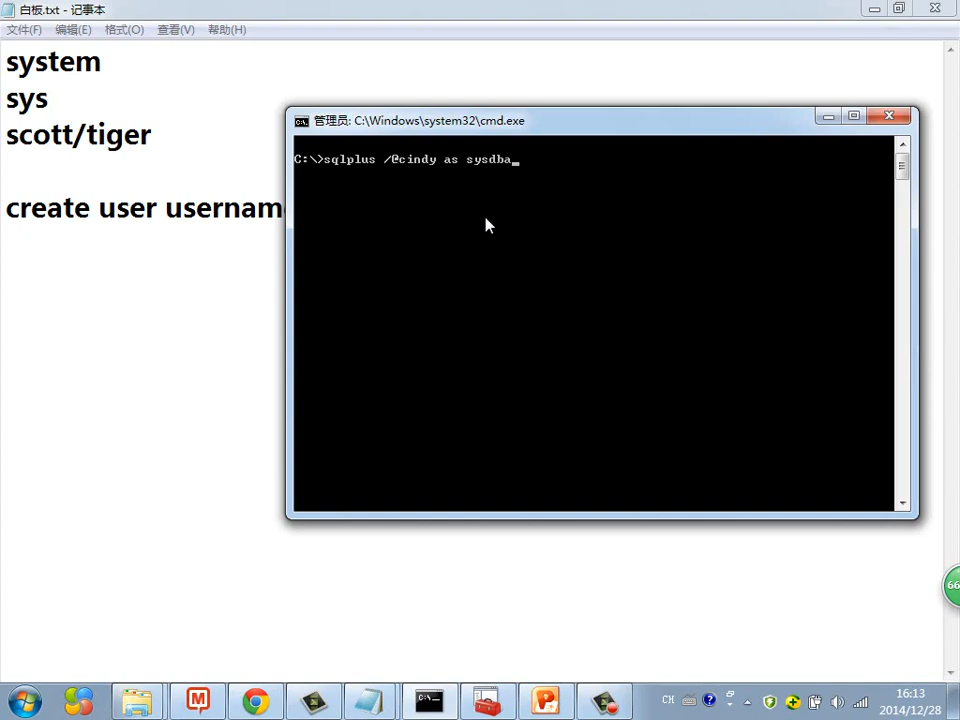 白板.txt - 记事本
文件(F) 编辑(E) 格式(O) 查看(V) 帮助(H)
system
sys
scott/tiger
create user usernam
管理员: C:\Windows\system32\cmd.exe
C:\>sqlplus /@cindy as sysdba_
66
CH
16:13
2014/12/28